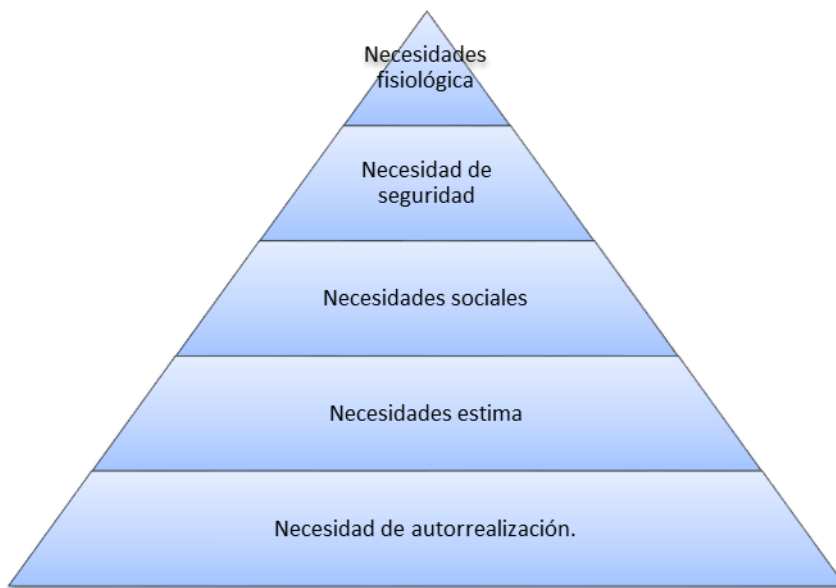 Necesidades
fisiológica
Necesidad de
seguridad
Necesidades sociales
Necesidades estima
Necesidad de autorrealización.